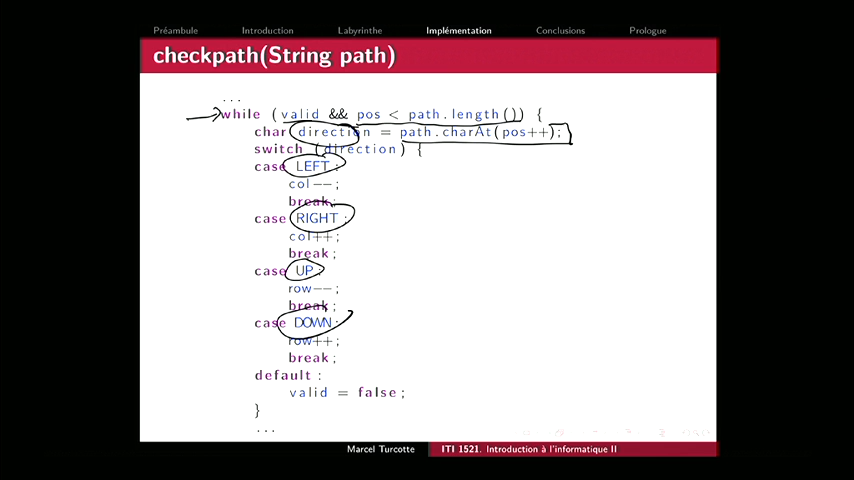 Préambule Introduction Labyrinthe Implémentation Conclusions Prologue
checkpath(String path)
...
while (valid && pos < path.length()) {
char direction = path.charAt(pos++);
switch (direction) {
case LEFT:
col--;
break;
case RIGHT:
col++;
break;
case UP:
row--;
break;
case DOWN:
row++;
break;
default:
valid = false;
}
...
Marcel Turcotte ITI 1521. Introduction à l'informatique II